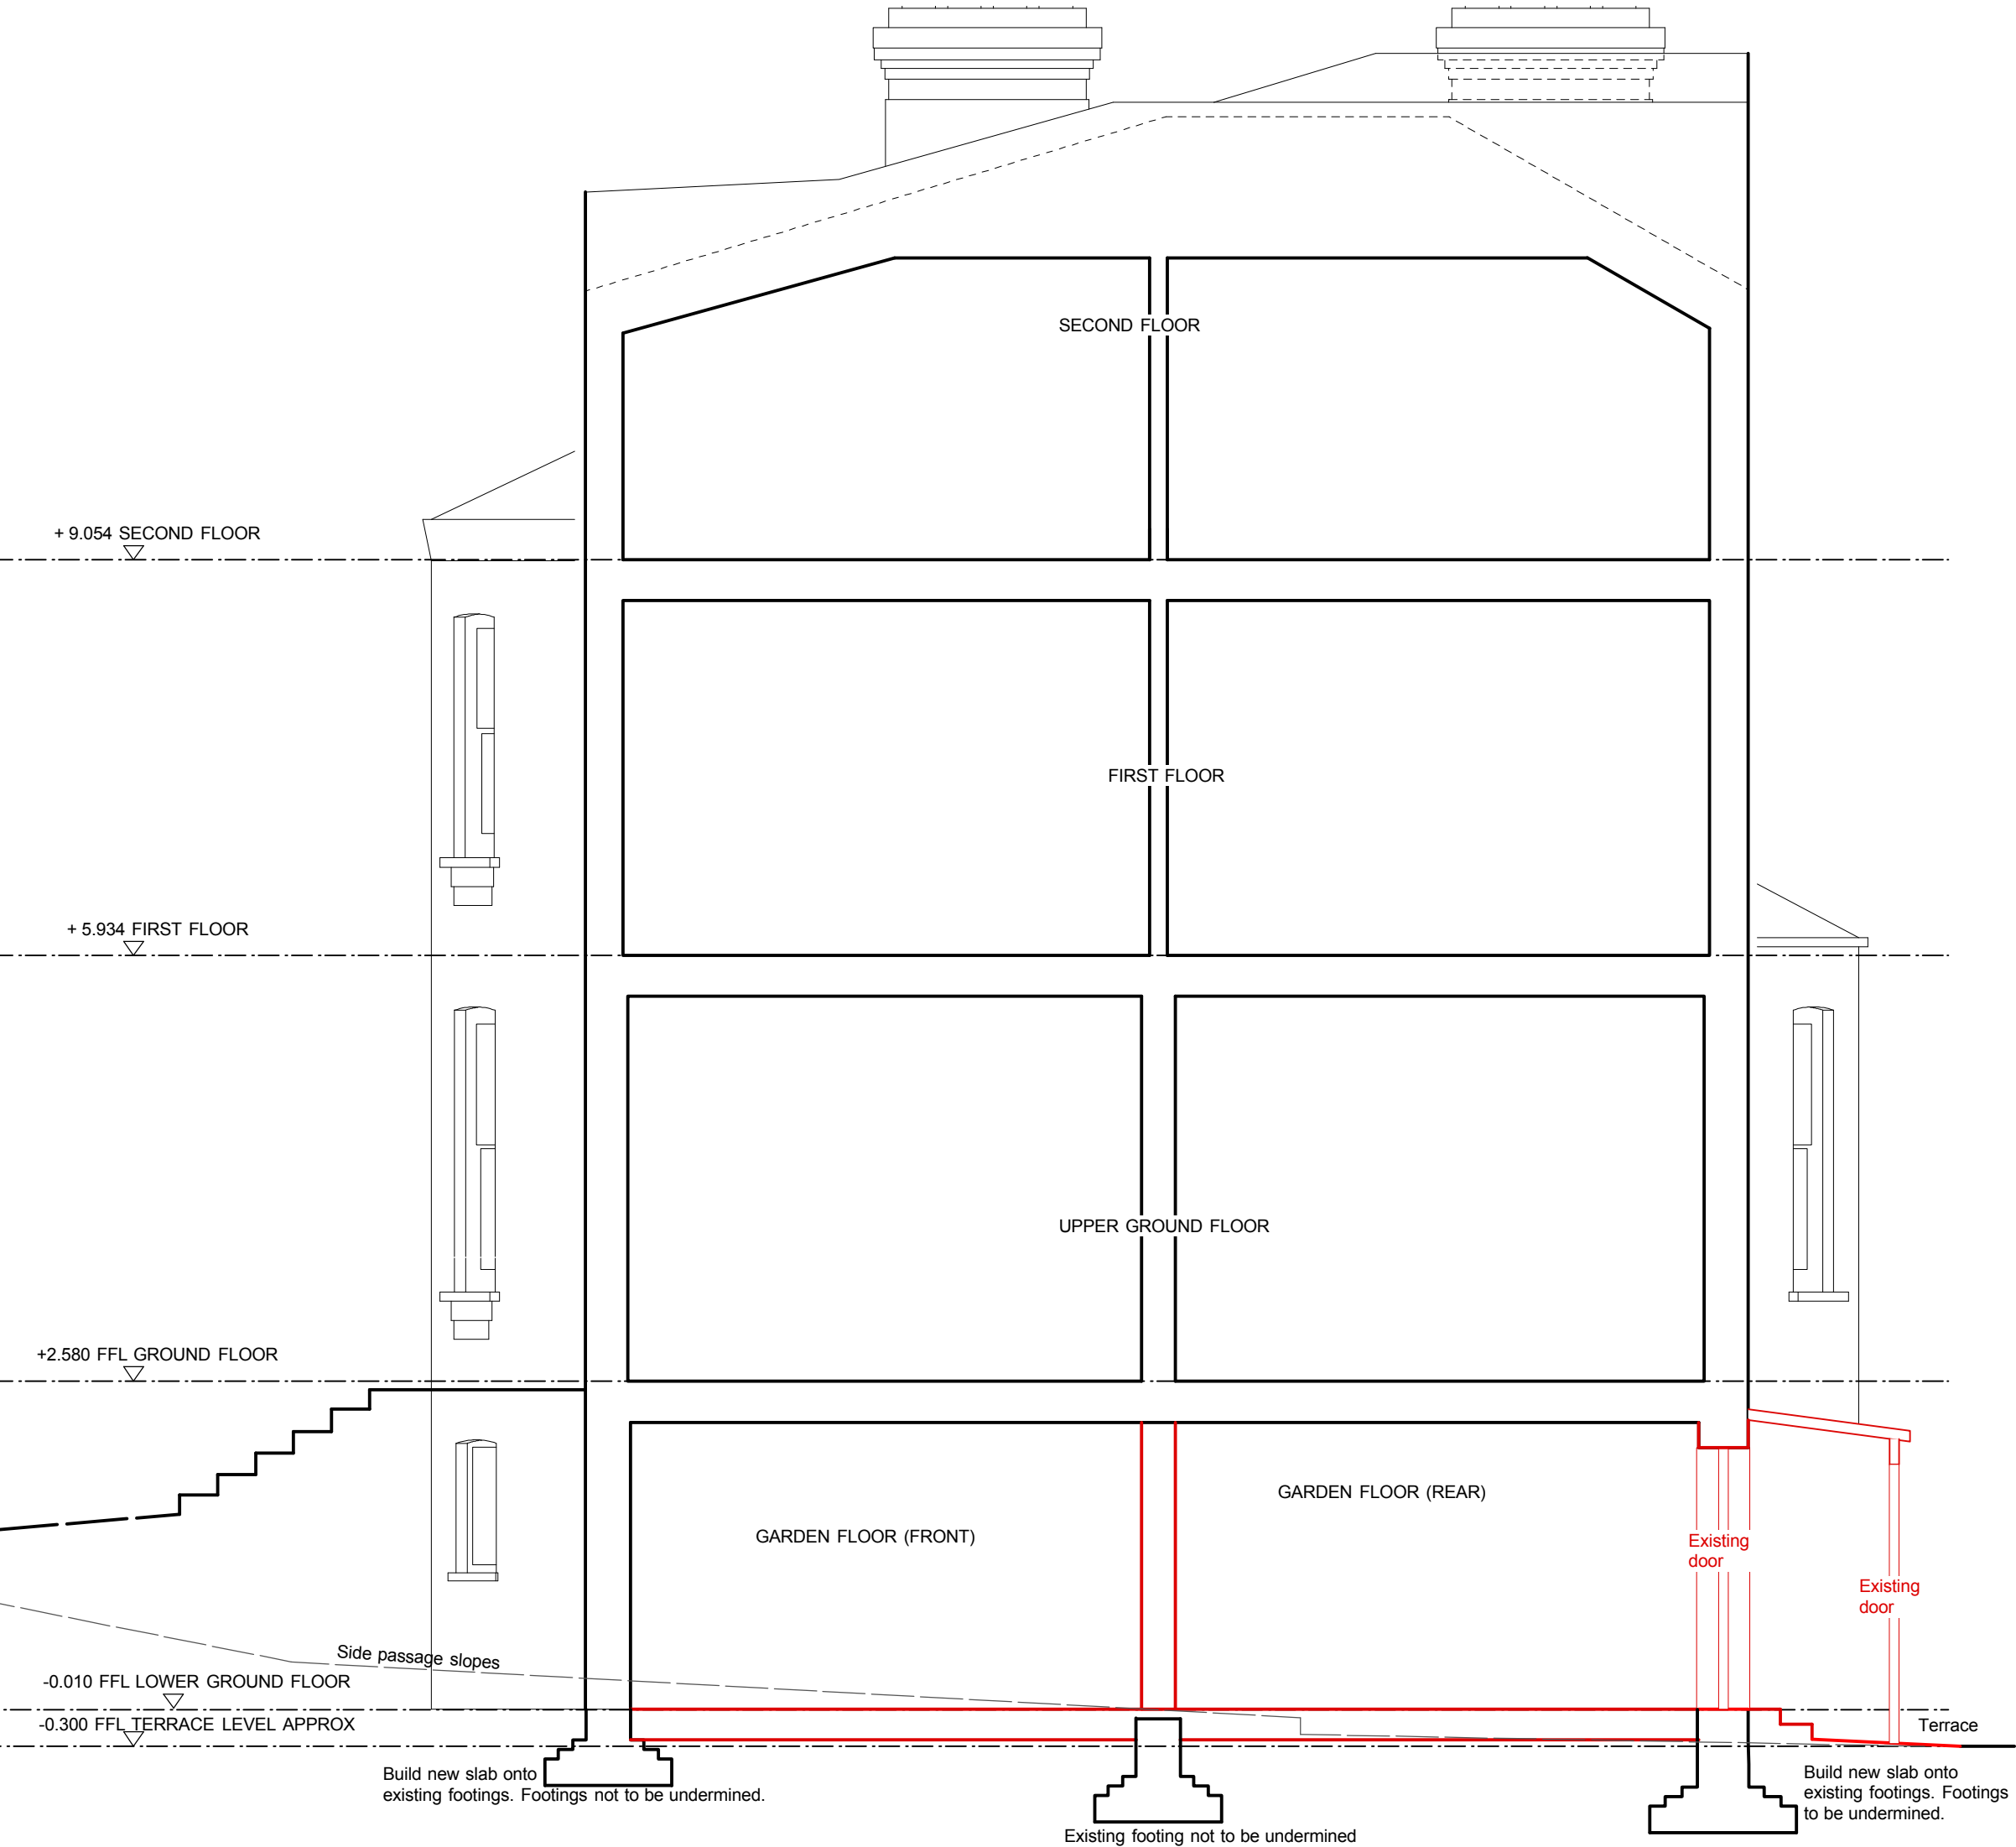 SECOND FLOOR
+ 9.054 SECOND FLOOR
FIRST FLOOR
+ 5.934 FIRST FLOOR
UPPER GROUND FLOOR
+2.580 FFL GROUND FLOOR
GARDEN FLOOR (REAR)
GARDEN FLOOR (FRONT)
Existing
door
Existing
door
Side passage slopes
-0.010 FFL LOWER GROUND FLOOR
-0.300 FFL TERRACE LEVEL APPROX
Terrace
Build new slab onto
existing footings. Footings not to be undermined.
Build new slab onto
existing footings. Footings
to be undermined.
Existing footing not to be undermined